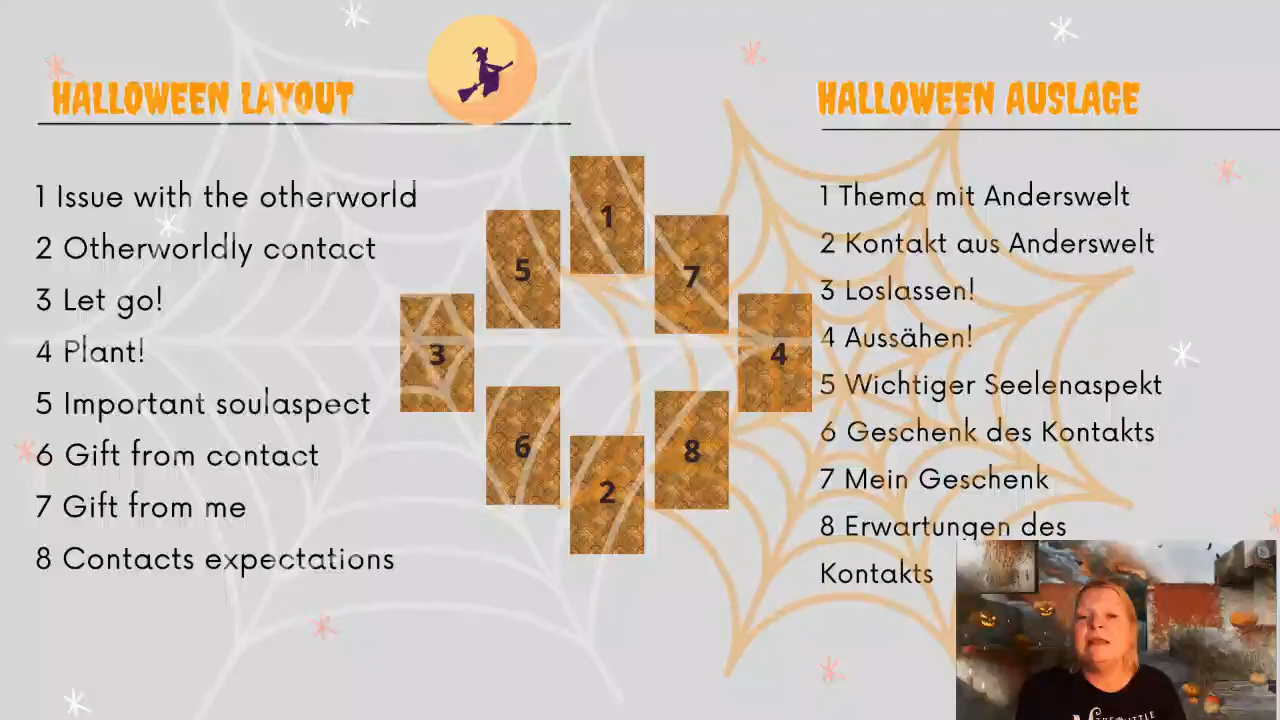 HALLOWEEN LAYOUT
1 Issue with the otherworld
2 Otherworldly contact
3 Let go!
4 Plant!
5 Important soulaspect
6 Gift from contact
7 Gift from me
8 Contacts expectations
1
5
7
3
4
6
8
2
HALLOWEEN AUSLAGE
1 Thema mit Anderswelt
2 Kontakt aus Anderswelt
3 Loslassen!
4 Aussähen!
5 Wichtiger Seelenaspekt
6 Geschenk des Kontakts
7 Mein Geschenk
8 Erwartungen des
Kontakts